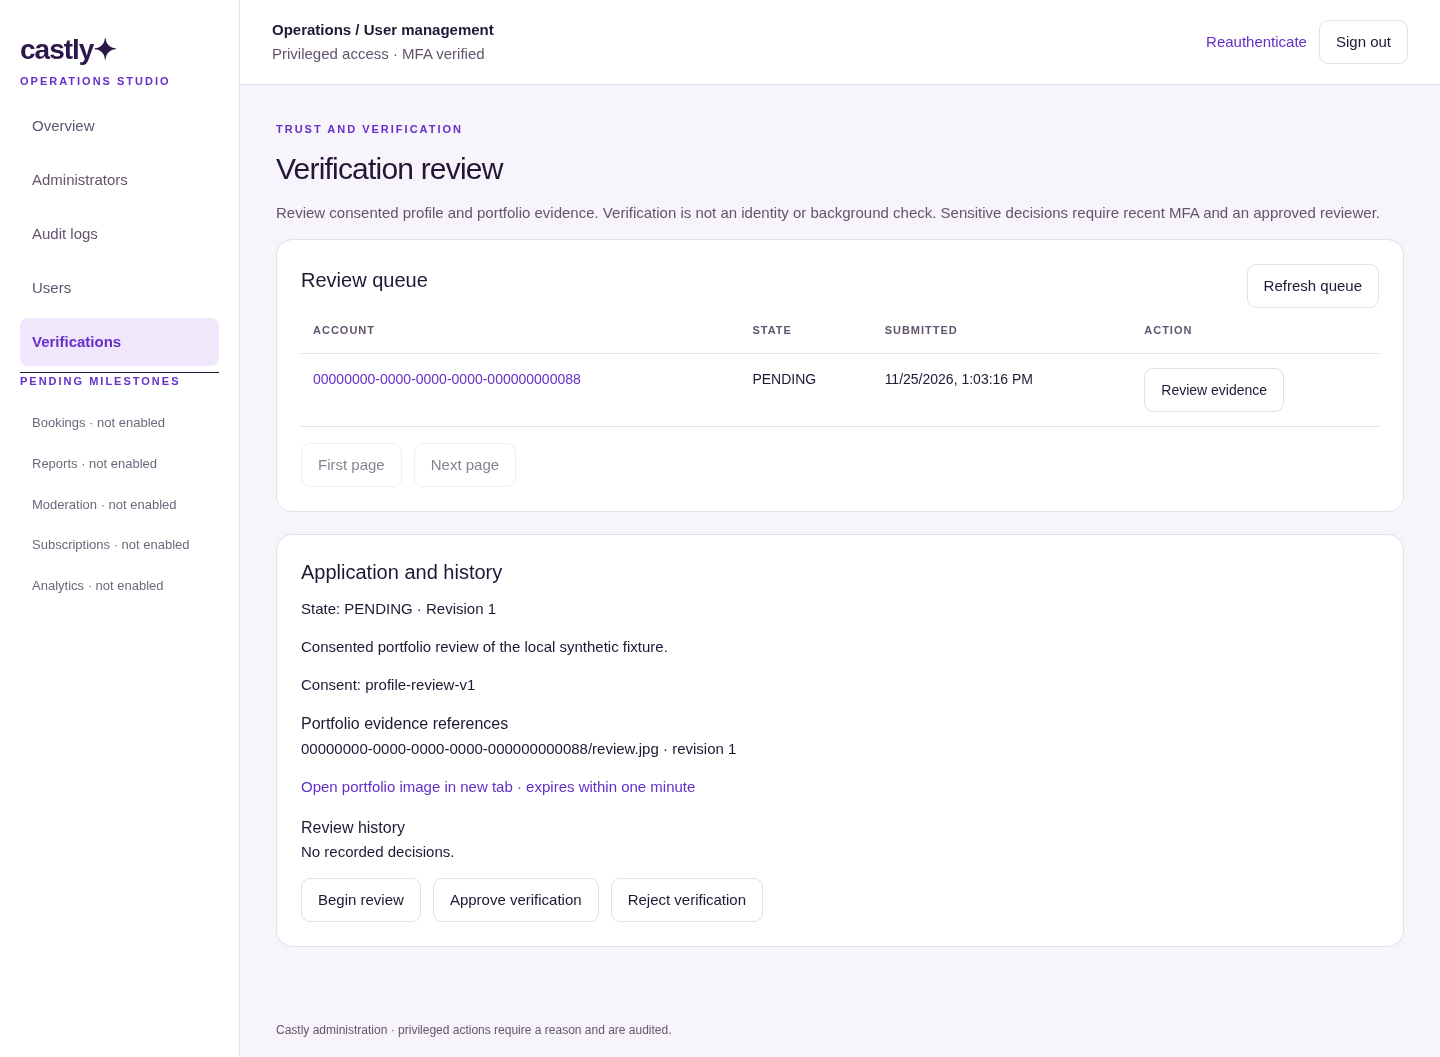 castly✦
OPERATIONS STUDIO
Overview
Administrators
Audit logs
Users
Verifications
PENDING MILESTONES
Bookings · not enabled
Reports · not enabled
Moderation · not enabled
Subscriptions · not enabled
Analytics · not enabled
Operations / User management
Privileged access · MFA verified
Reauthenticate
Sign out
TRUST AND VERIFICATION
Verification review
Review consented profile and portfolio evidence. Verification is not an identity or background check. Sensitive decisions require recent MFA and an approved reviewer.
Review queue
Refresh queue
ACCOUNT STATE SUBMITTED ACTION
00000000-0000-0000-0000-000000000088 PENDING 11/25/2026, 1:03:16 PM Review evidence
First page Next page
Application and history
State: PENDING · Revision 1
Consented portfolio review of the local synthetic fixture.
Consent: profile-review-v1
Portfolio evidence references
00000000-0000-0000-0000-000000000088/review.jpg · revision 1
Open portfolio image in new tab · expires within one minute
Review history
No recorded decisions.
Begin review Approve verification Reject verification
Castly administration · privileged actions require a reason and are audited.